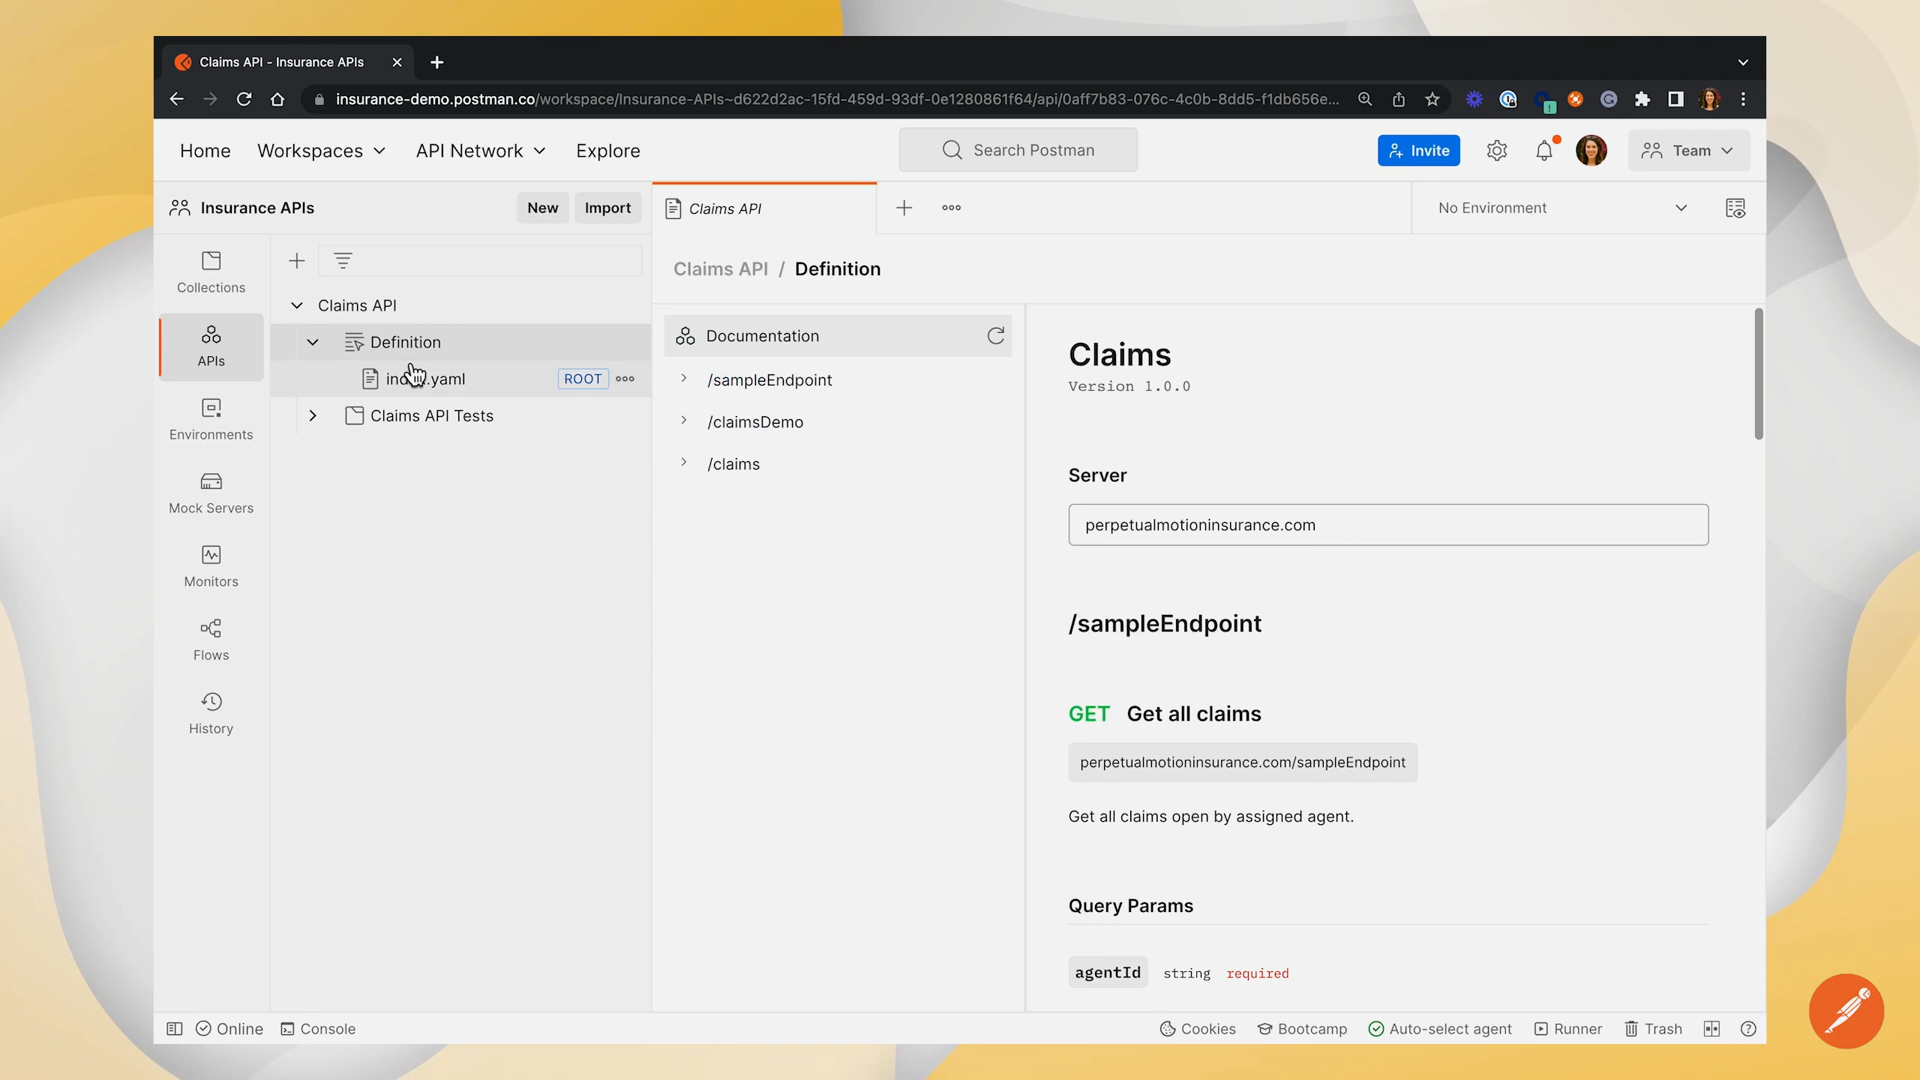 Claims API - Insurance APIs
insurance-demo.postman.co/workspace/Insurance-APIs~d622d2ac-15fd-459d-93df-0e1280861f64/api/0aff7b83-076c-4c0b-8dd5-f1db656e...
Home Workspaces API Network Explore Search Postman Invite Team
Insurance APIs New Import Claims API No Environment
Collections
APIs
Environments
Mock Servers
Monitors
Flows
History
Claims API
Definition
.yaml ROOT
Claims API Tests
Claims API / Definition
Documentation
/sampleEndpoint
/claimsDemo
/claims
Claims
Version 1.0.0
Server
perpetualmotioninsurance.com
/sampleEndpoint
GET Get all claims
perpetualmotioninsurance.com/sampleEndpoint
Get all claims open by assigned agent.
Query Params
agentId string required
Online Console Cookies Bootcamp Auto-select agent Runner Trash